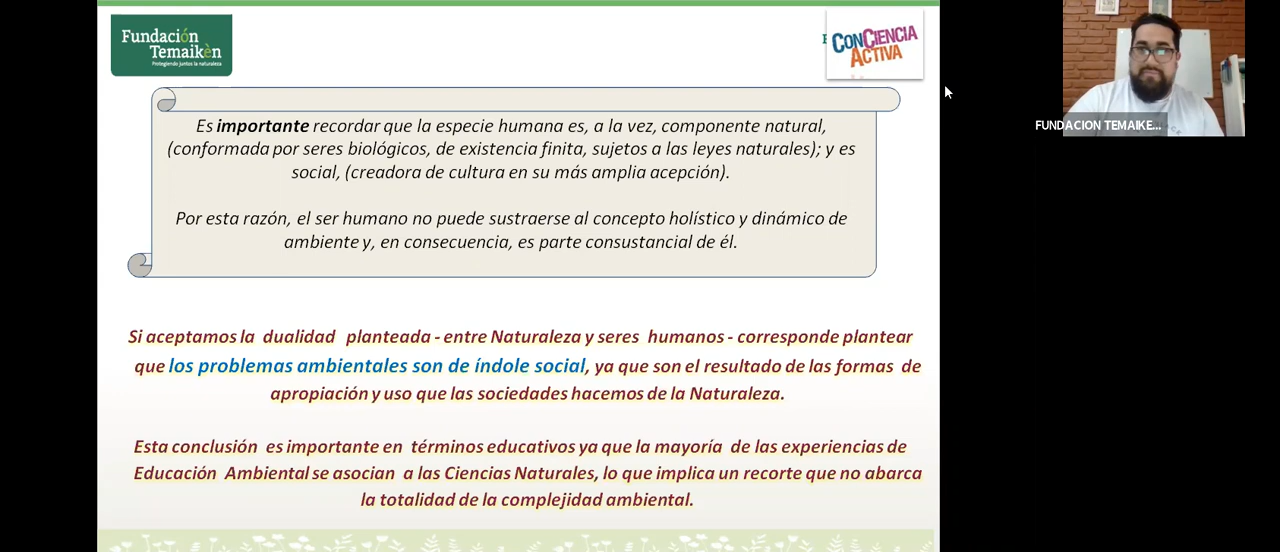 Fundación
Temaikèn
Protegiendo juntos la naturaleza
CONCIENCIA
ACTIVA
Es importante recordar que la especie humana es, a la vez, componente natural,
(conformada por seres biológicos, de existencia finita, sujetos a las leyes naturales); y es
social, (creadora de cultura en su más amplia acepción).
Por esta razón, el ser humano no puede sustraerse al concepto holístico y dinámico de
ambiente y, en consecuencia, es parte consustancial de él.
Si aceptamos la dualidad planteada - entre Naturaleza y seres humanos - corresponde plantear
que los problemas ambientales son de índole social, ya que son el resultado de las formas de
apropiación y uso que las sociedades hacemos de la Naturaleza.
Esta conclusión es importante en términos educativos ya que la mayoría de las experiencias de
Educación Ambiental se asocian a las Ciencias Naturales, lo que implica un recorte que no abarca
la totalidad de la complejidad ambiental.
FUNDACION TEMAIKE...